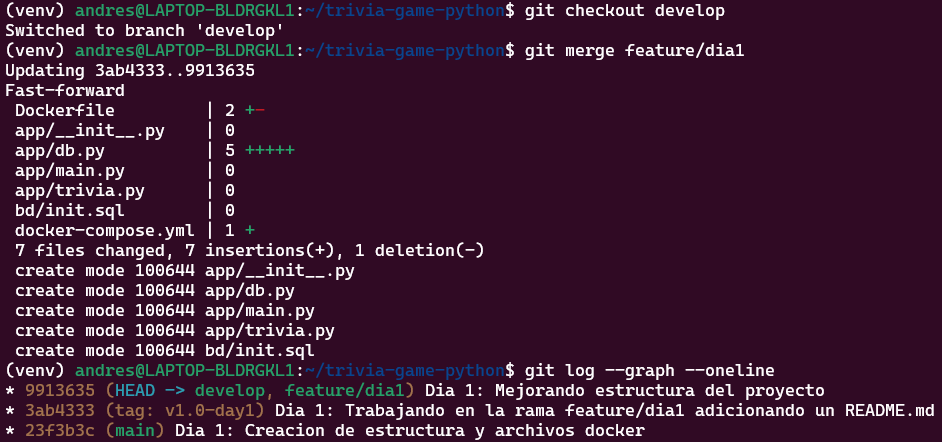 (venv) andres@LAPTOP-BLDRGKL1:~/trivia-game-python$ git checkout develop
Switched to branch 'develop'
(venv) andres@LAPTOP-BLDRGKL1:~/trivia-game-python$ git merge feature/dia1
Updating 3ab4333..9913635
Fast-forward
 Dockerfile         | 2 +-
 app/__init__.py    | 0
 app/db.py          | 5 +++++
 app/main.py        | 0
 app/trivia.py      | 0
 bd/init.sql        | 0
 docker-compose.yml | 1 +
 7 files changed, 7 insertions(+), 1 deletion(-)
 create mode 100644 app/__init__.py
 create mode 100644 app/db.py
 create mode 100644 app/main.py
 create mode 100644 app/trivia.py
 create mode 100644 bd/init.sql
(venv) andres@LAPTOP-BLDRGKL1:~/trivia-game-python$ git log --graph --oneline
* 9913635 (HEAD -> develop, feature/dia1) Dia 1: Mejorando estructura del proyecto
* 3ab4333 (tag: v1.0-day1) Dia 1: Trabajando en la rama feature/dia1 adicionando un README.md
* 23f3b3c (main) Dia 1: Creacion de estructura y archivos docker